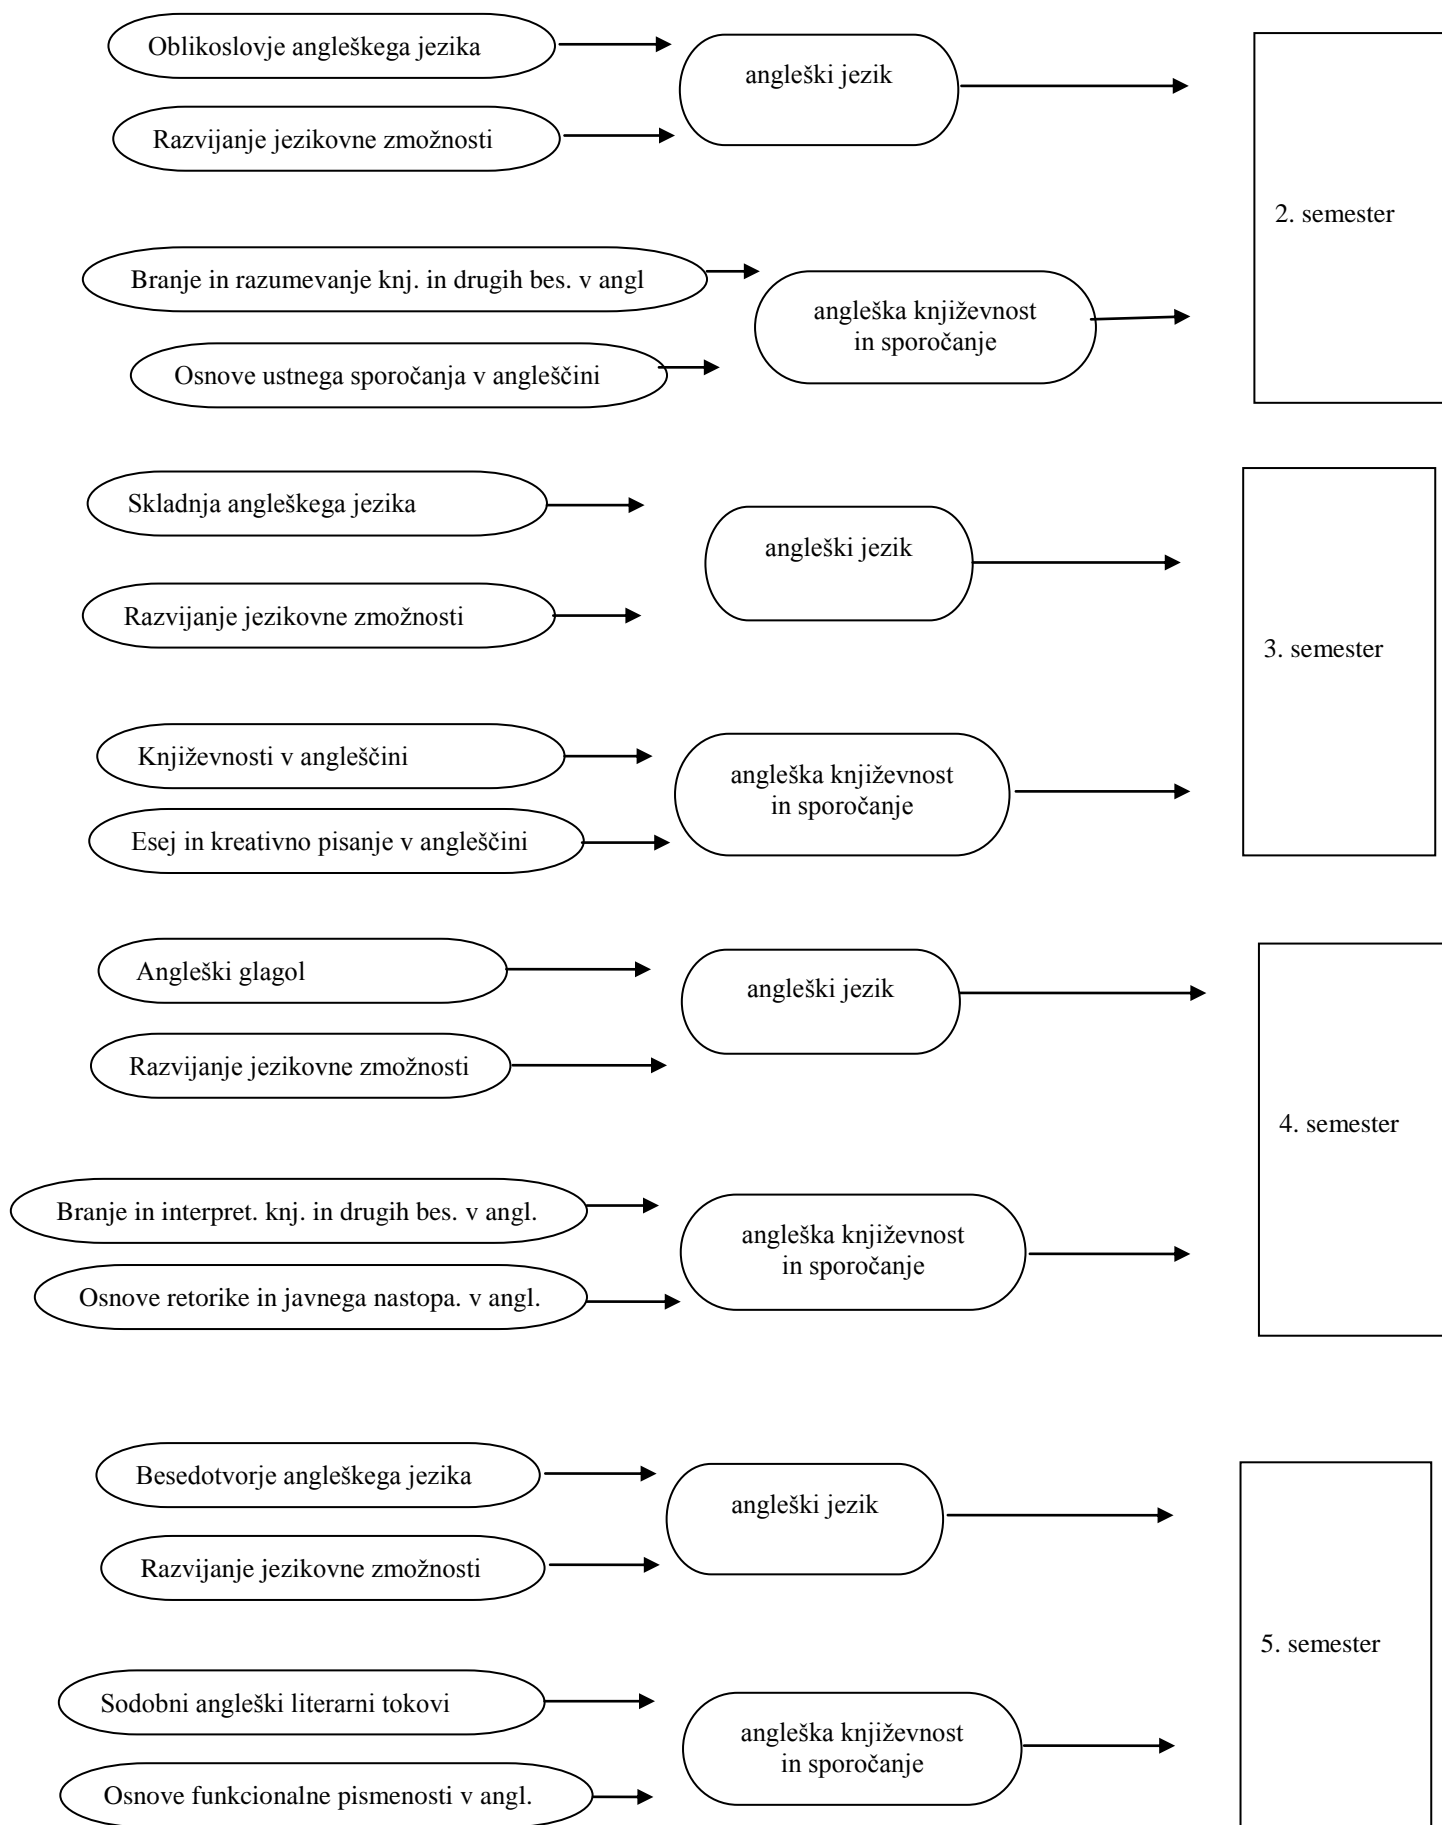 Oblikoslovje angleškega jezika
angleški jezik
Razvijanje jezikovne zmožnosti
2. semester
Branje in razumevanje knj. in drugih bes. v angl
angleška književnost
in sporočanje
Osnove ustnega sporočanja v angleščini
Skladnja angleškega jezika
angleški jezik
Razvijanje jezikovne zmožnosti
3. semester
Književnosti v angleščini
angleška književnost
in sporočanje
Esej in kreativno pisanje v angleščini
Angleški glagol
angleški jezik
Razvijanje jezikovne zmožnosti
4. semester
Branje in interpret. knj. in drugih bes. v angl.
angleška književnost
in sporočanje
Osnove retorike in javnega nastopa. v angl.
Besedotvorje angleškega jezika
angleški jezik
Razvijanje jezikovne zmožnosti
5. semester
Sodobni angleški literarni tokovi
angleška književnost
in sporočanje
Osnove funkcionalne pismenosti v angl.